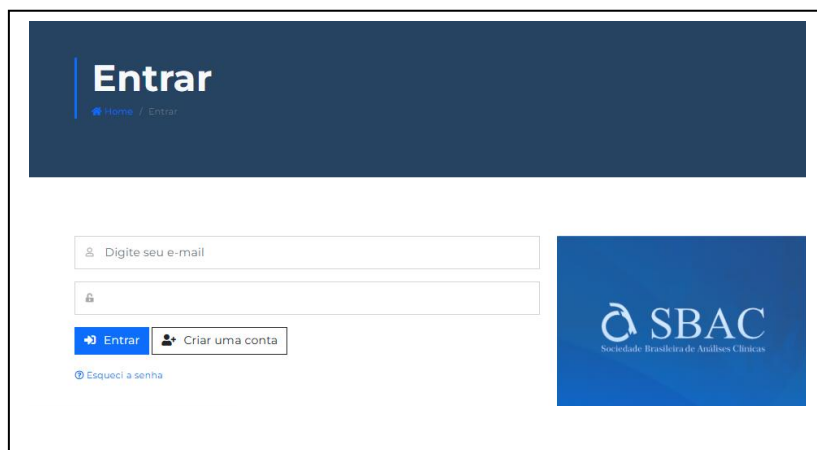 Entrar
Home / Entrar
Digite seu e-mail
Entrar
Criar uma conta
Esqueci a senha
SBAC
Sociedade Brasileira de Análises Clínicas